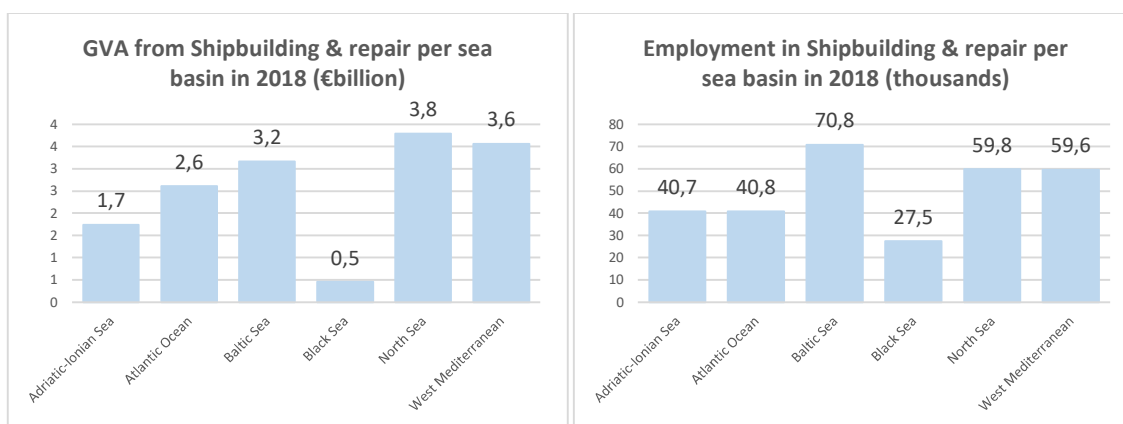 GVA from Shipbuilding & repair per sea
basin in 2018 (€billion)
4
4
3
3
2
2
1
1
0
1,7
2,6
3,2
0,5
3,8
3,6
Adriatic-Ionian Sea
Atlantic Ocean
Baltic Sea
Black Sea
North Sea
West Mediterranean
Employment in Shipbuilding & repair per
sea basin in 2018 (thousands)
80
70
60
50
40
30
20
10
0
40,7
40,8
70,8
27,5
59,8
59,6
Adriatic-Ionian Sea
Atlantic Ocean
Baltic Sea
Black Sea
North Sea
West Mediterranean